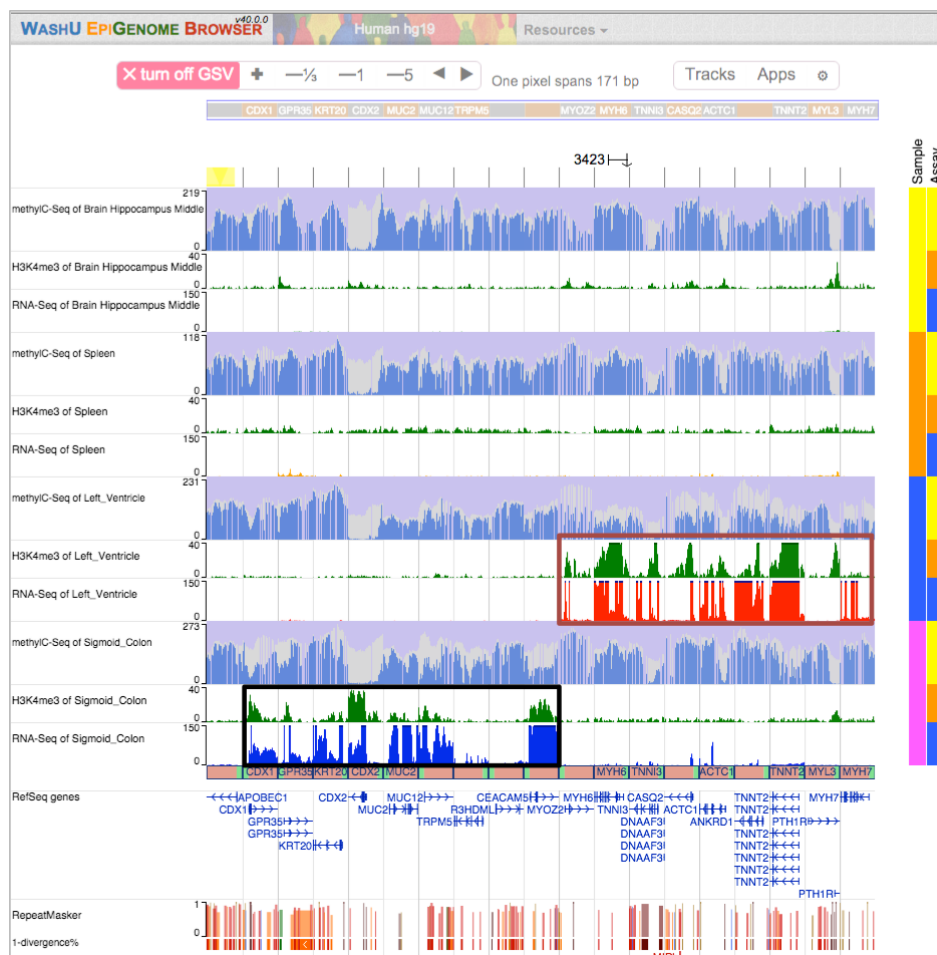 WASHU EPIGENOME BROWSER v40.0.0 Human hg19 Resources
× turn off GSV + —⅓ —1 —5 One pixel spans 171 bp Tracks Apps
CDX1 GPR35 KRT20 CDX2 MUC2 MUC12 TRPM5 MYOZ2 MYH6 TNNI3 CASQ2 ACTC1 TNNT2 MYL3 MYH7
3423
Sample
Assay
219
methylC-Seq of Brain Hippocampus Middle
0
40
H3K4me3 of Brain Hippocampus Middle
0
150
RNA-Seq of Brain Hippocampus Middle
0
118
methylC-Seq of Spleen
0
40
H3K4me3 of Spleen
0
150
RNA-Seq of Spleen
0
231
methylC-Seq of Left_Ventricle
0
40
H3K4me3 of Left_Ventricle
0
150
RNA-Seq of Left_Ventricle
0
273
methylC-Seq of Sigmoid_Colon
0
40
H3K4me3 of Sigmoid_Colon
0
150
RNA-Seq of Sigmoid_Colon
0
CDX1 GPR35 KRT20 CDX2 MUC2 MYH6 TNNI3 ACTC1 TNNT2 MYL3 MYH7
RefSeq genes
APOBEC1 CDX2 MUC12 CEACAM5 MYH6 CASQ2 TNNT2 MYH7
CDX1 MUC2 R3HDML MYOZ2 TNNI3 ACTC1 TNNT2
GPR35 TRPM5 DNAAF3 ANKRD1 TNNT2 PTH1R
GPR35 DNAAF3 TNNT2
KRT20 DNAAF3 TNNT2
DNAAF3 TNNT2
TNNT2
TNNT2
PTH1R
1
RepeatMasker
0
1-divergence%